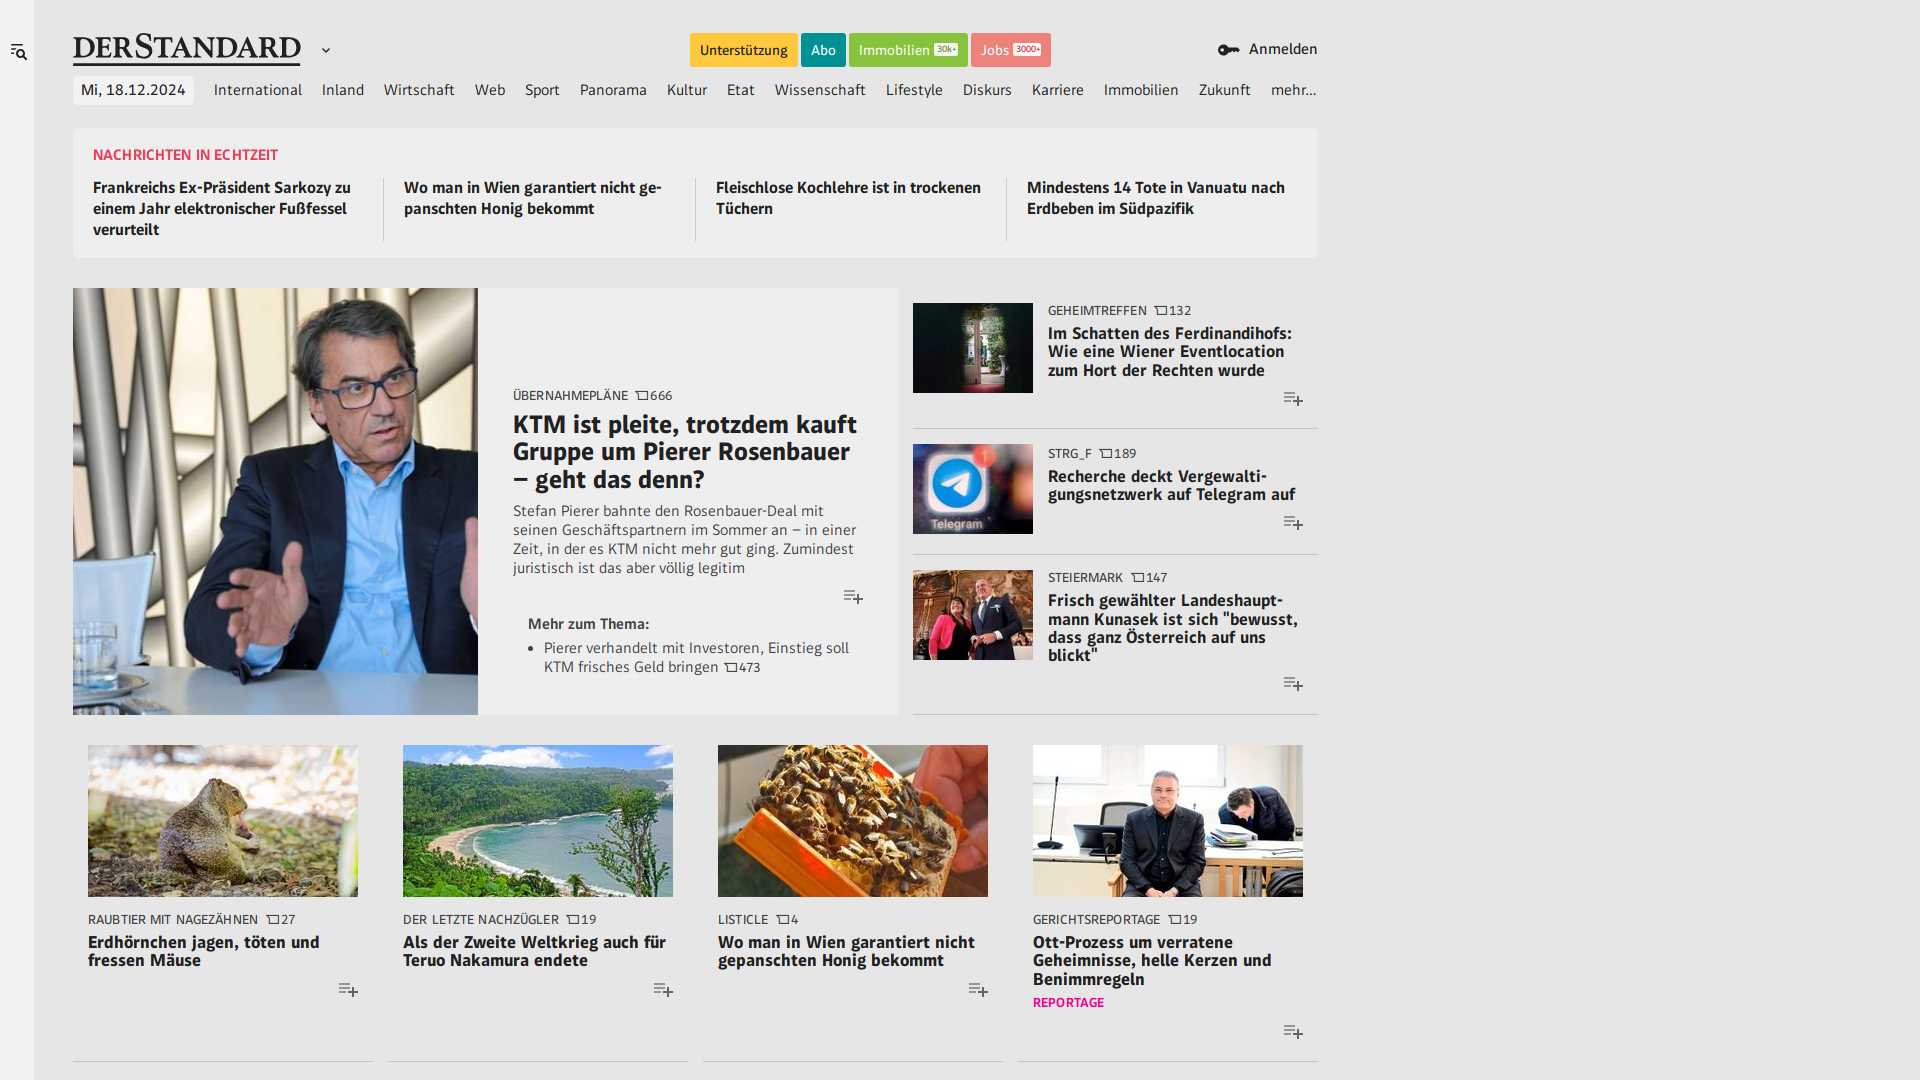 DERSTANDARD
Unterstützung
Abo
Immobilien 30k+
Jobs 3000+
Anmelden
Mi, 18.12.2024
International
Inland
Wirtschaft
Web
Sport
Panorama
Kultur
Etat
Wissenschaft
Lifestyle
Diskurs
Karriere
Immobilien
Zukunft
mehr...
NACHRICHTEN IN ECHTZEIT
Frankreichs Ex-Präsident Sarkozy zu
einem Jahr elektronischer Fußfessel
verurteilt
Wo man in Wien garantiert nicht ge-
panschten Honig bekommt
Fleischlose Kochlehre ist in trockenen
Tüchern
Mindestens 14 Tote in Vanuatu nach
Erdbeben im Südpazifik
ÜBERNAHMEPLÄNE 666
KTM ist pleite, trotzdem kauft
Gruppe um Pierer Rosenbauer
– geht das denn?
Stefan Pierer bahnte den Rosenbauer-Deal mit
seinen Geschäftspartnern im Sommer an – in einer
Zeit, in der es KTM nicht mehr gut ging. Zumindest
juristisch ist das aber völlig legitim
Mehr zum Thema:
• Pierer verhandelt mit Investoren, Einstieg soll
KTM frisches Geld bringen 473
GEHEIMTREFFEN 132
Im Schatten des Ferdinandihofs:
Wie eine Wiener Eventlocation
zum Hort der Rechten wurde
1
Telegram
STRG_F 189
Recherche deckt Vergewalti-
gungsnetzwerk auf Telegram auf
STEIERMARK 147
Frisch gewählter Landeshaupt-
mann Kunasek ist sich "bewusst,
dass ganz Österreich auf uns
blickt"
RAUBTIER MIT NAGEZÄHNEN 27
Erdhörnchen jagen, töten und
fressen Mäuse
DER LETZTE NACHZÜGLER 19
Als der Zweite Weltkrieg auch für
Teruo Nakamura endete
LISTICLE 4
Wo man in Wien garantiert nicht
gepanschten Honig bekommt
GERICHTSREPORTAGE 19
Ott-Prozess um verratene
Geheimnisse, helle Kerzen und
Benimmregeln
REPORTAGE